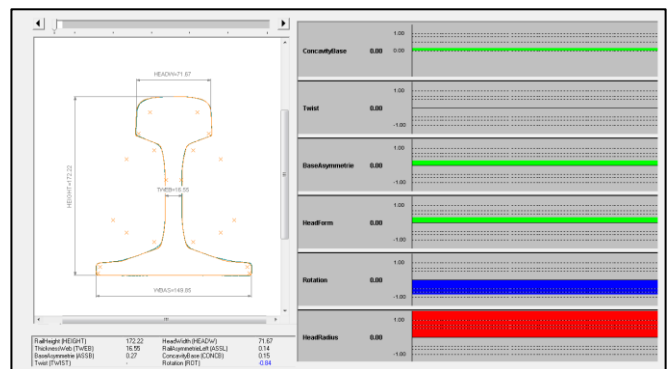 HEADW=71.67
HEIGHT=172.22
TWEB=16.55
WBAS=149.85
RailHeight (HEIGHT) 172.22 HeadWidth (HEADW) 71.67
ThicknessWeb (TWEB) 16.55 RailAsymmetrieLeft (ASSL) 0.14
BaseAsymmetrie (ASSB) 0.27 ConcavityBase (CONCB) 0.15
Twist (TWIST) - Rotation (ROT) -0.84
1.00
ConcavityBase 0.00 0.00
1.00
Twist 0.00
-1.00
1.00
BaseAsymmetrie 0.00
-1.00
1.00
HeadForm 0.00
-1.00
1.00
Rotation 0.00
-1.00
1.00
HeadRadius 0.00
-1.00